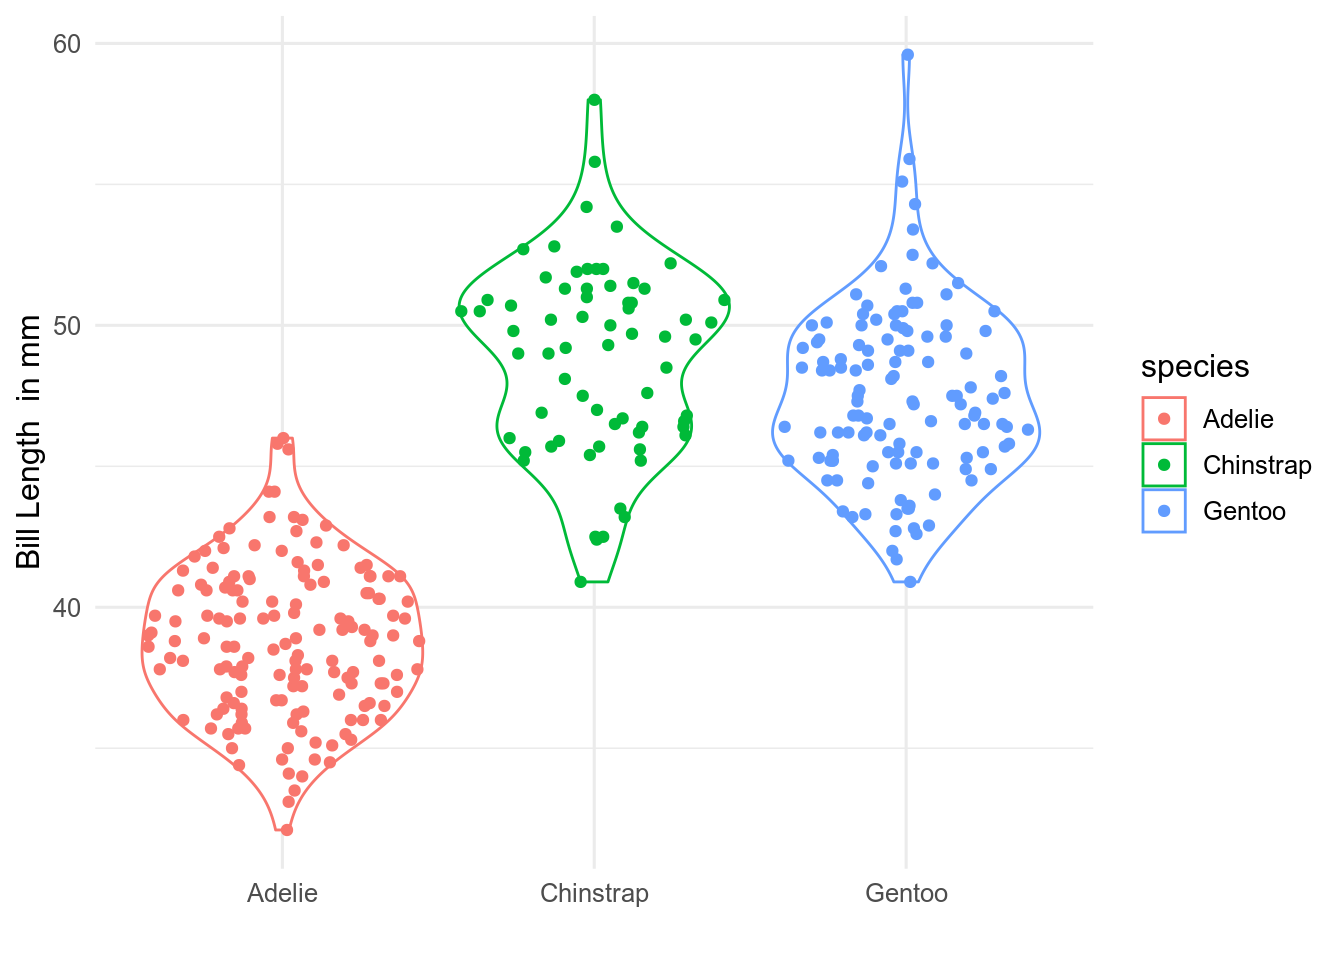 60
50
40
Bill Length  in mm
Adelie
Chinstrap
Gentoo
species
Adelie
Chinstrap
Gentoo